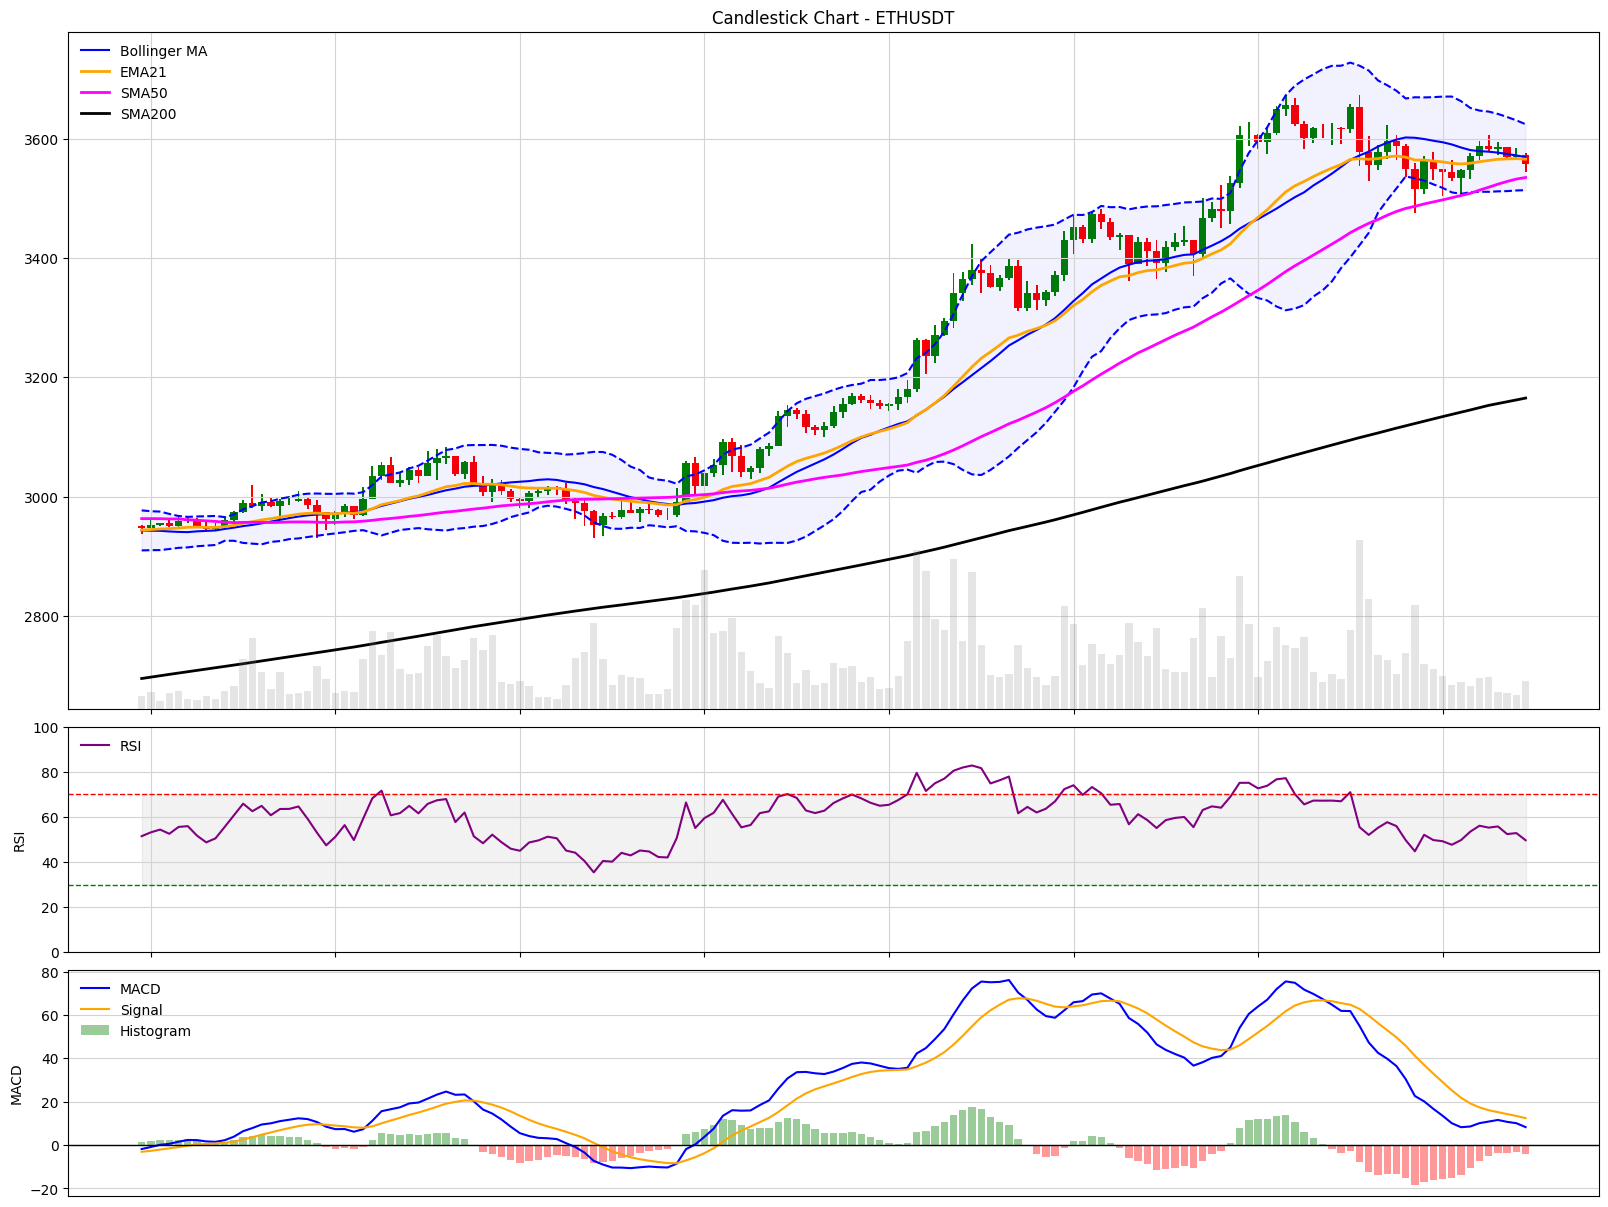 Candlestick Chart - ETHUSDT
Bollinger MA
EMA21
SMA50
SMA200
3600
3400
3200
3000
2800
RSI
100
80
60
40
20
0
RSI
MACD
Signal
Histogram
80
60
40
20
0
−20
MACD